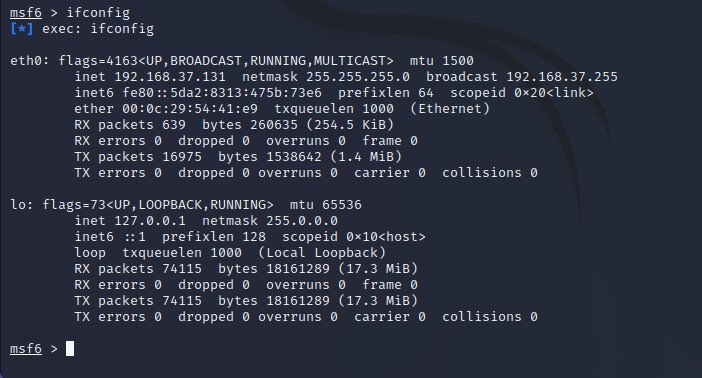 msf6 > ifconfig
[*] exec: ifconfig
eth0: flags=4163<UP,BROADCAST,RUNNING,MULTICAST>  mtu 1500
        inet 192.168.37.131  netmask 255.255.255.0  broadcast 192.168.37.255
        inet6 fe80::5da2:8313:475b:73e6  prefixlen 64  scopeid 0×20<link>
        ether 00:0c:29:54:41:e9  txqueuelen 1000  (Ethernet)
        RX packets 639  bytes 260635 (254.5 KiB)
        RX errors 0  dropped 0  overruns 0  frame 0
        TX packets 16975  bytes 1538642 (1.4 MiB)
        TX errors 0  dropped 0 overruns 0  carrier 0  collisions 0
lo: flags=73<UP,LOOPBACK,RUNNING>  mtu 65536
        inet 127.0.0.1  netmask 255.0.0.0
        inet6 ::1  prefixlen 128  scopeid 0×10<host>
        loop  txqueuelen 1000  (Local Loopback)
        RX packets 74115  bytes 18161289 (17.3 MiB)
        RX errors 0  dropped 0  overruns 0  frame 0
        TX packets 74115  bytes 18161289 (17.3 MiB)
        TX errors 0  dropped 0 overruns 0  carrier 0  collisions 0
msf6 >